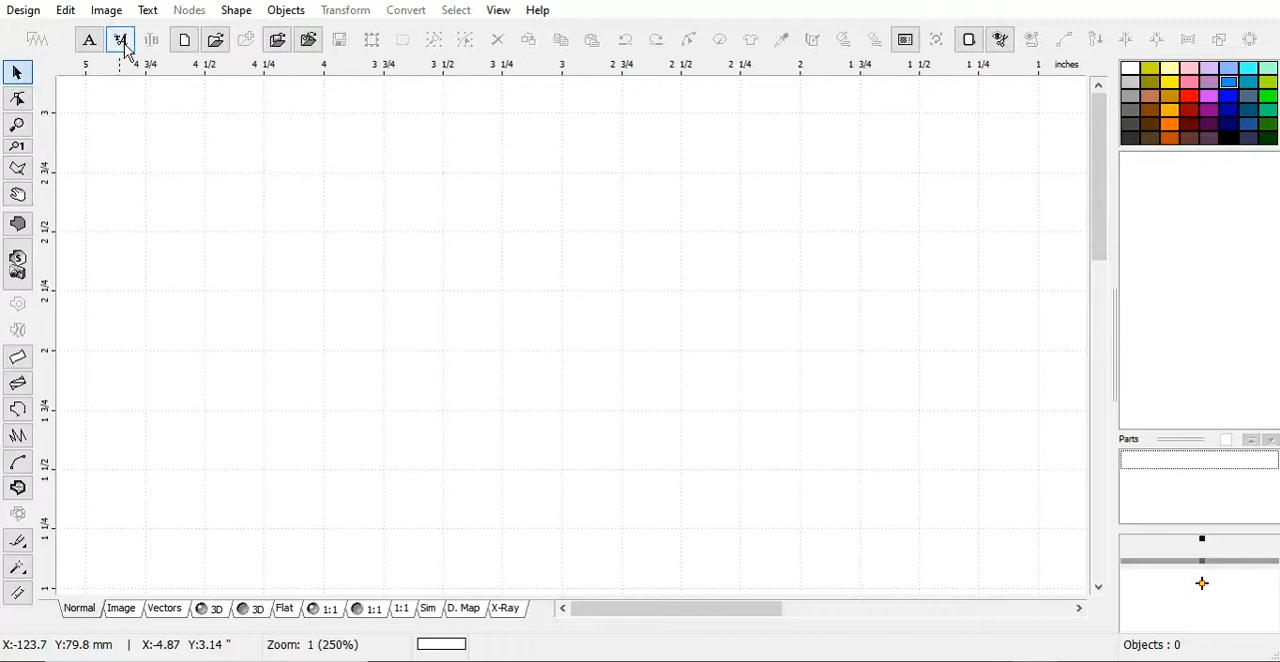 Design Edit Image Text Nodes Shape Objects Transform Convert Select View Help
A
5 4 3/4 4 1/2 4 1/4 4 3 3/4 3 1/2 3 1/4 3 2 3/4 2 1/2 2 1/4 2 1 3/4 1 1/2 1 1/4 1 inches
3
2 3/4
2 1/2
2 1/4
2
1 3/4
1 1/2
1 1/4
1
Parts
Normal Image Vectors 3D 3D Flat 1:1 1:1 1:1 Sim D. Map X-Ray
X:-123.7 Y:79.8 mm | X:-4.87 Y:3.14 " Zoom: 1 (250%) Objects : 0